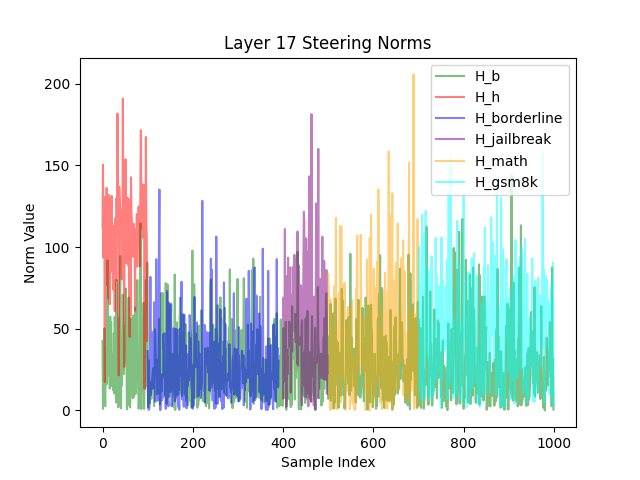 Layer 17 Steering Norms
H_b
H_h
H_borderline
H_jailbreak
H_math
H_gsm8k
200
150
100
50
0
Norm Value
0
200
400
600
800
1000
Sample Index